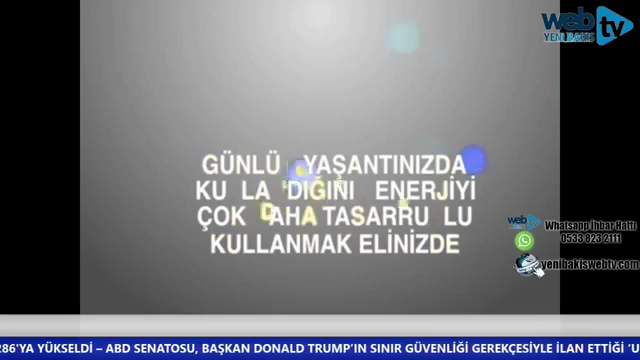 web tv
YENİ BAKIŞ
GÜNLÜ YAŞANTINIZDA
KU LA DIĞINI ENERJİYİ
ÇOK DAHA TASARRU LU
KULLANMAK ELİNİZDE
web
Whatsapp İhbar Hattı
0533 823 2111
yenibakiswebtv.com
286'YA YÜKSELDİ – ABD SENATOSU, BAŞKAN DONALD TRUMP'IN SINIR GÜVENLİĞİ GEREKÇESİYLE İLAN ETTİĞİ 'U